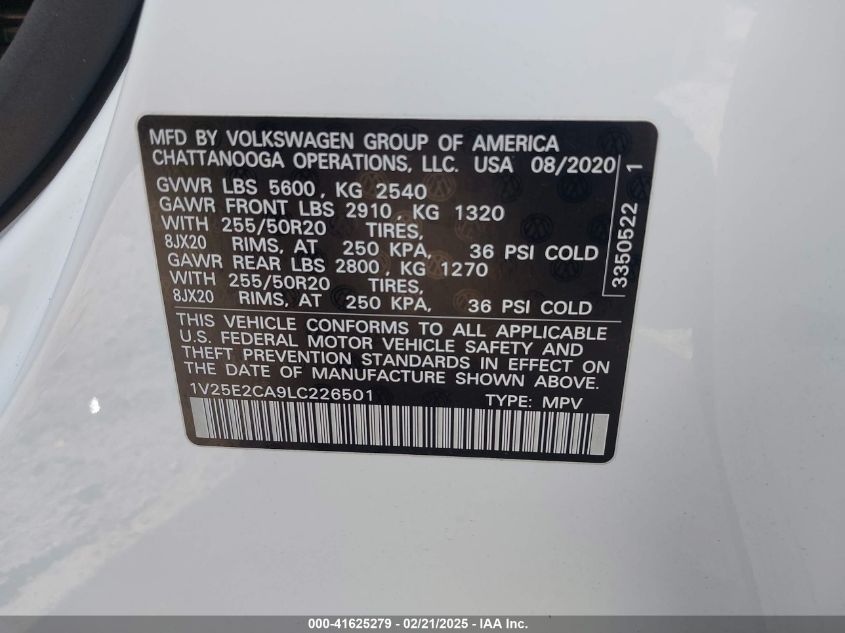 MFD BY VOLKSWAGEN GROUP OF AMERICA
CHATTANOOGA OPERATIONS, LLC. USA 08/2020
GVWR LBS 5600, KG 2540
GAWR FRONT LBS 2910, KG 1320
WITH 255/50R20 TIRES,
8JX20 RIMS, AT 250 KPA, 36 PSI COLD
GAWR REAR LBS 2800, KG 1270
WITH 255/50R20 TIRES,
8JX20 RIMS, AT 250 KPA, 36 PSI COLD
THIS VEHICLE CONFORMS TO ALL APPLICABLE
U.S. FEDERAL MOTOR VEHICLE SAFETY AND
THEFT PREVENTION STANDARDS IN EFFECT ON
THE DATE OF MANUFACTURE SHOWN ABOVE.
1V25E2CA9LC226501 TYPE: MPV
3350522 1
000-41625279 - 02/21/2025 - IAA Inc.